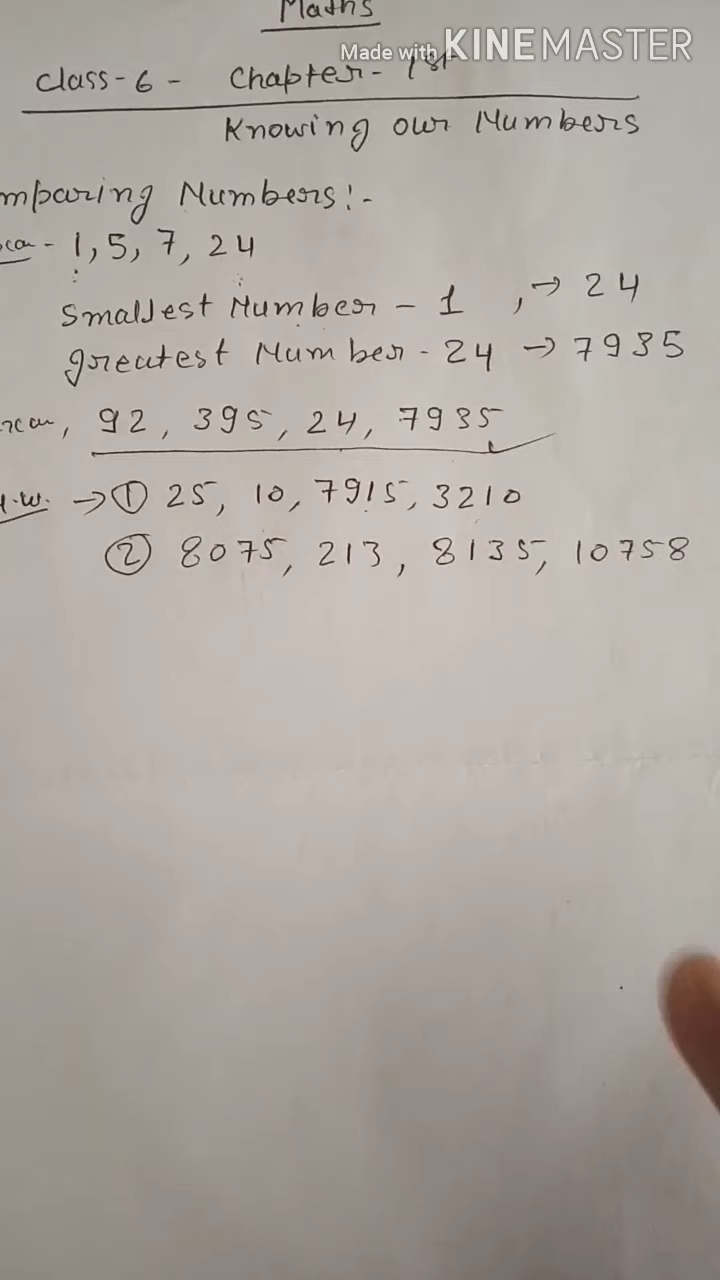 Maths
Made with KINEMASTER
Class-6 - Chapter- 1st
Knowing our Numbers
mparing Numbers:-
- 1, 5, 7, 24
Smallest Number - 1 , → 24
greatest Number - 24 → 7935
, 92, 395, 24, 7935
.w. → ① 25, 10, 7915, 3210
② 8075, 213, 8135, 10758